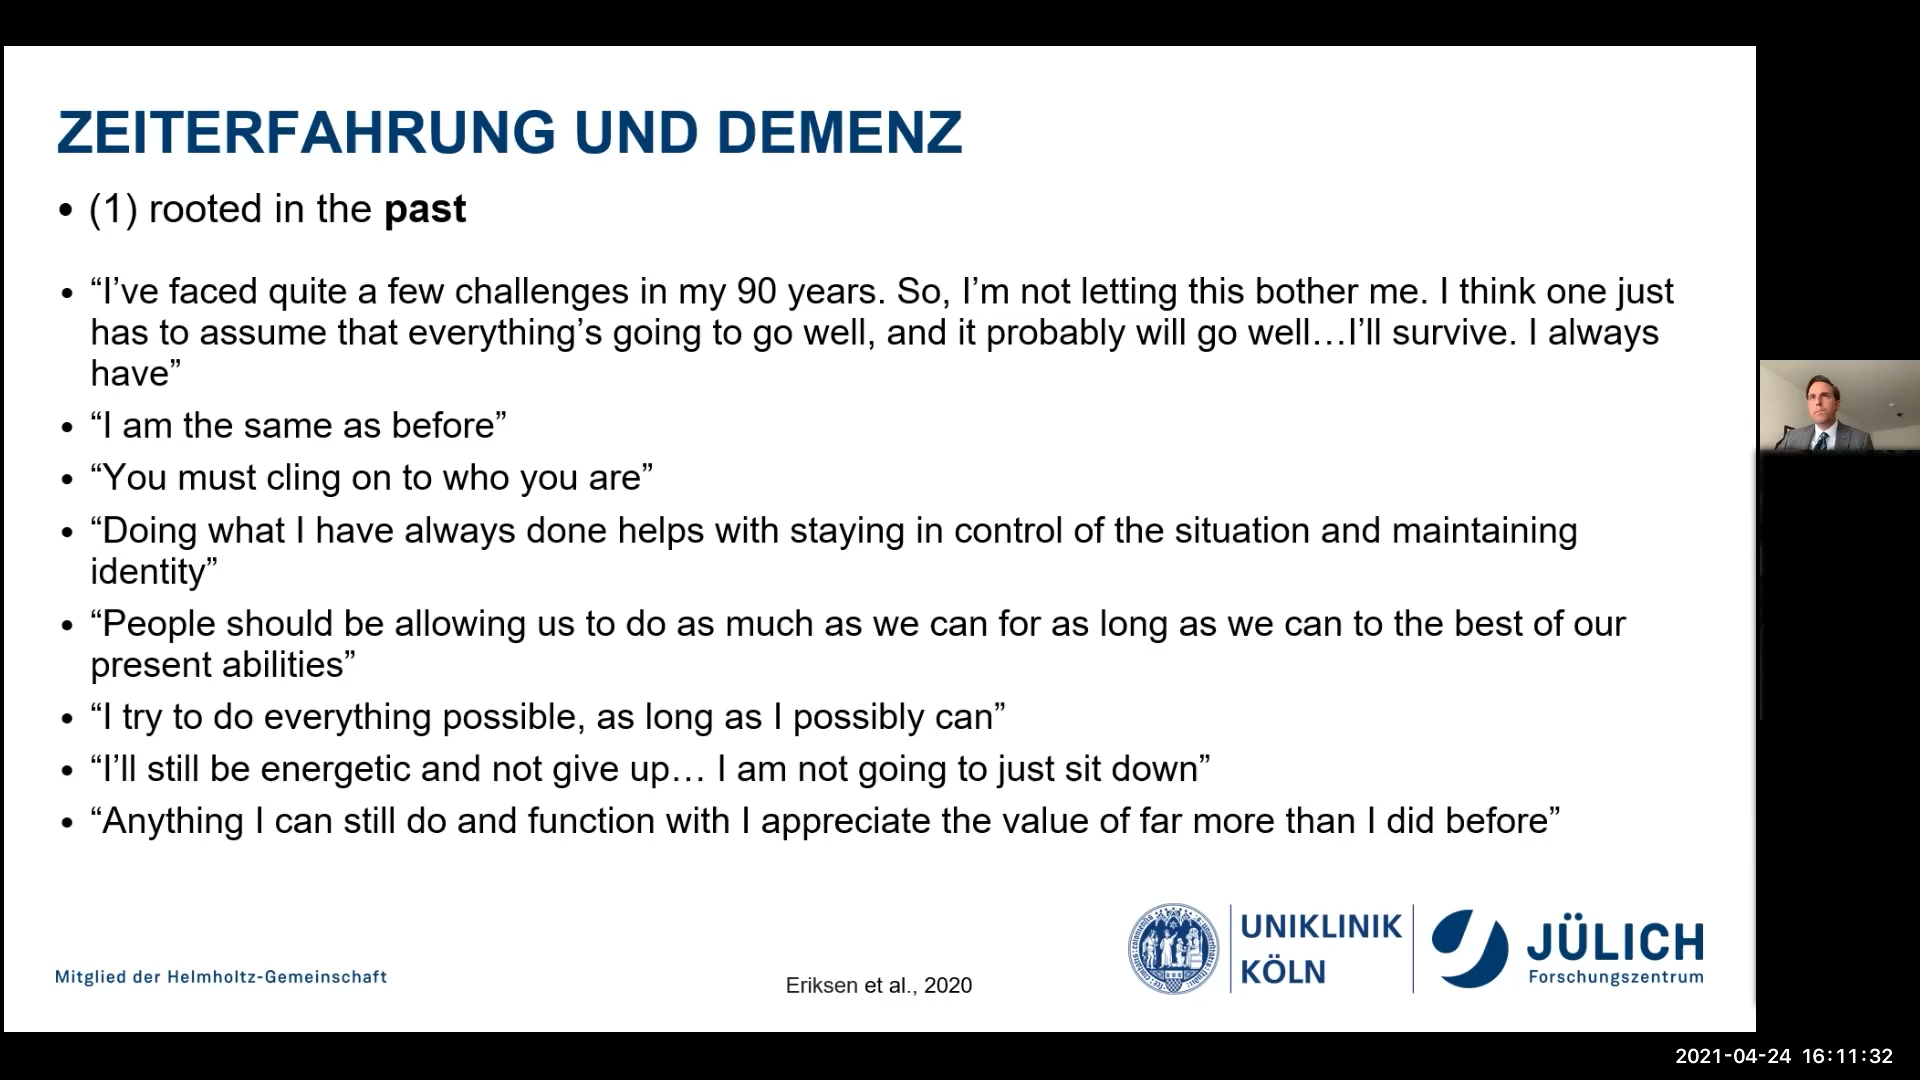 ZEITERFAHRUNG UND DEMENZ
• (1) rooted in the past
• “I’ve faced quite a few challenges in my 90 years. So, I’m not letting this bother me. I think one just
has to assume that everything’s going to go well, and it probably will go well…I’ll survive. I always
have”
• “I am the same as before”
• “You must cling on to who you are”
• “Doing what I have always done helps with staying in control of the situation and maintaining
identity”
• “People should be allowing us to do as much as we can for as long as we can to the best of our
present abilities”
• “I try to do everything possible, as long as I possibly can”
• “I’ll still be energetic and not give up… I am not going to just sit down”
• “Anything I can still do and function with I appreciate the value of far more than I did before”
Mitglied der Helmholtz-Gemeinschaft
Eriksen et al., 2020
UNIKLINIK
KÖLN
JÜLICH
Forschungszentrum
2021-04-24 16:11:32